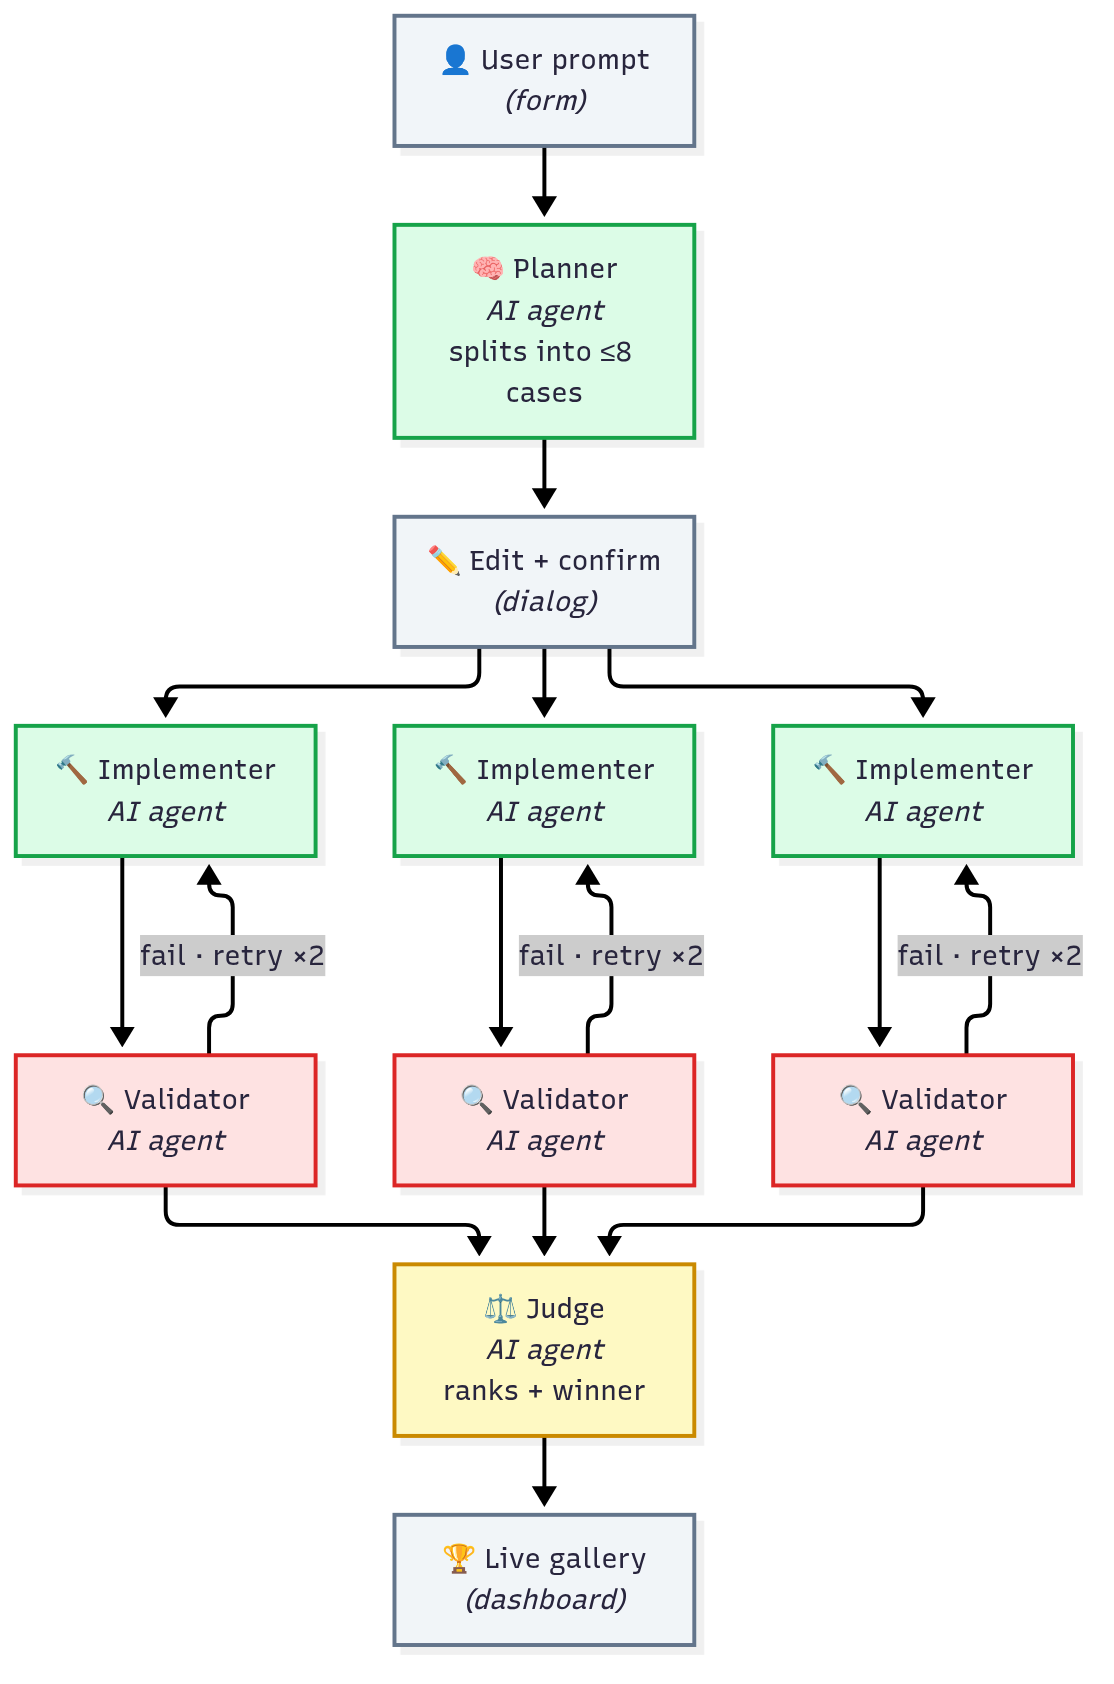 👤 User prompt
(form)
🧠 Planner
AI agent
splits into ≤8
cases
✏️ Edit + confirm
(dialog)
🔨 Implementer
AI agent
🔨 Implementer
AI agent
🔨 Implementer
AI agent
fail · retry ×2
fail · retry ×2
fail · retry ×2
🔍 Validator
AI agent
🔍 Validator
AI agent
🔍 Validator
AI agent
⚖️ Judge
AI agent
ranks + winner
🏆 Live gallery
(dashboard)